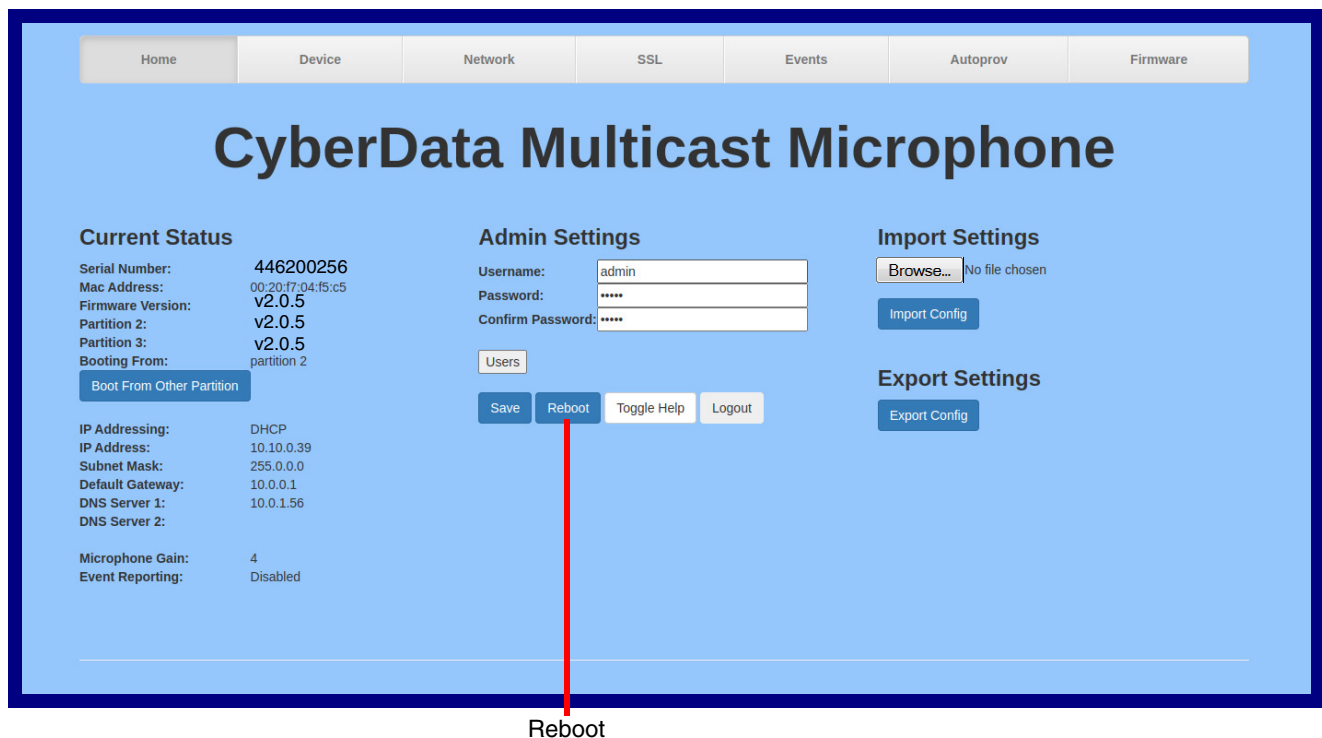 Home Device Network SSL Events Autoprov Firmware
CyberData Multicast Microphone
Current Status
Serial Number: 446200256
Mac Address: 00:20:f7:04:f5:c5
Firmware Version: v2.0.5
Partition 2: v2.0.5
Partition 3: v2.0.5
Booting From: partition 2
Boot From Other Partition
IP Addressing: DHCP
IP Address: 10.10.0.39
Subnet Mask: 255.0.0.0
Default Gateway: 10.0.0.1
DNS Server 1: 10.0.1.56
DNS Server 2:
Microphone Gain: 4
Event Reporting: Disabled
Admin Settings
Username: admin
Password: •••••
Confirm Password: •••••
Users
Save Reboot Toggle Help Logout
Import Settings
Browse... No file chosen
Import Config
Export Settings
Export Config
Reboot